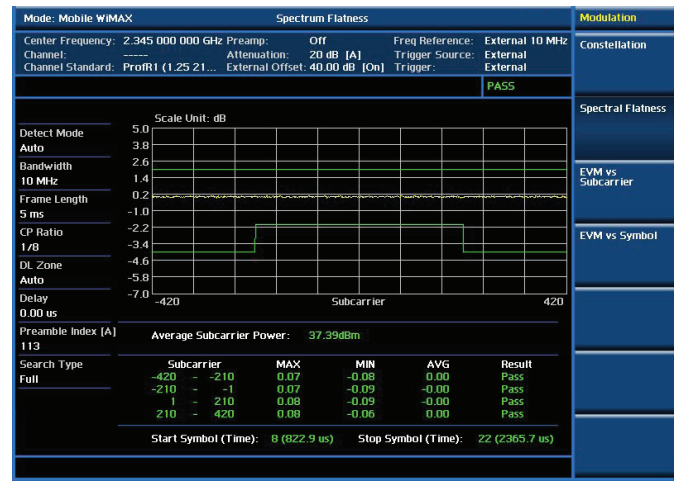 Mode: Mobile WiMAX Spectrum Flatness Modulation
Center Frequency: 2.345 000 000 GHz Preamp: Off Freq Reference: External 10 MHz
Channel: ----- Attenuation: 20 dB [A] Trigger Source: External
Channel Standard: ProfR1 (1.25 21... External Offset: 40.00 dB [On] Trigger: External
PASS
Constellation
Spectral Flatness
EVM vs
Subcarrier
EVM vs Symbol
Detect Mode
Auto
Bandwidth
10 MHz
Frame Length
5 ms
CP Ratio
1/8
DL Zone
Auto
Delay
0.00 us
Preamble Index [A]
113
Search Type
Full
Scale Unit: dB
5.0
3.8
2.6
1.4
0.2
-1.0
-2.2
-3.4
-4.6
-5.8
-7.0
-420 Subcarrier 420
Average Subcarrier Power: 37.39dBm
Subcarrier MAX MIN AVG Result
-420 - -210 0.07 -0.08 0.00 Pass
-210 - -1 0.07 -0.09 -0.00 Pass
1 - 210 0.08 -0.09 -0.00 Pass
210 - 420 0.08 -0.06 0.00 Pass
Start Symbol (Time): 8 (822.9 us) Stop Symbol (Time): 22 (2365.7 us)